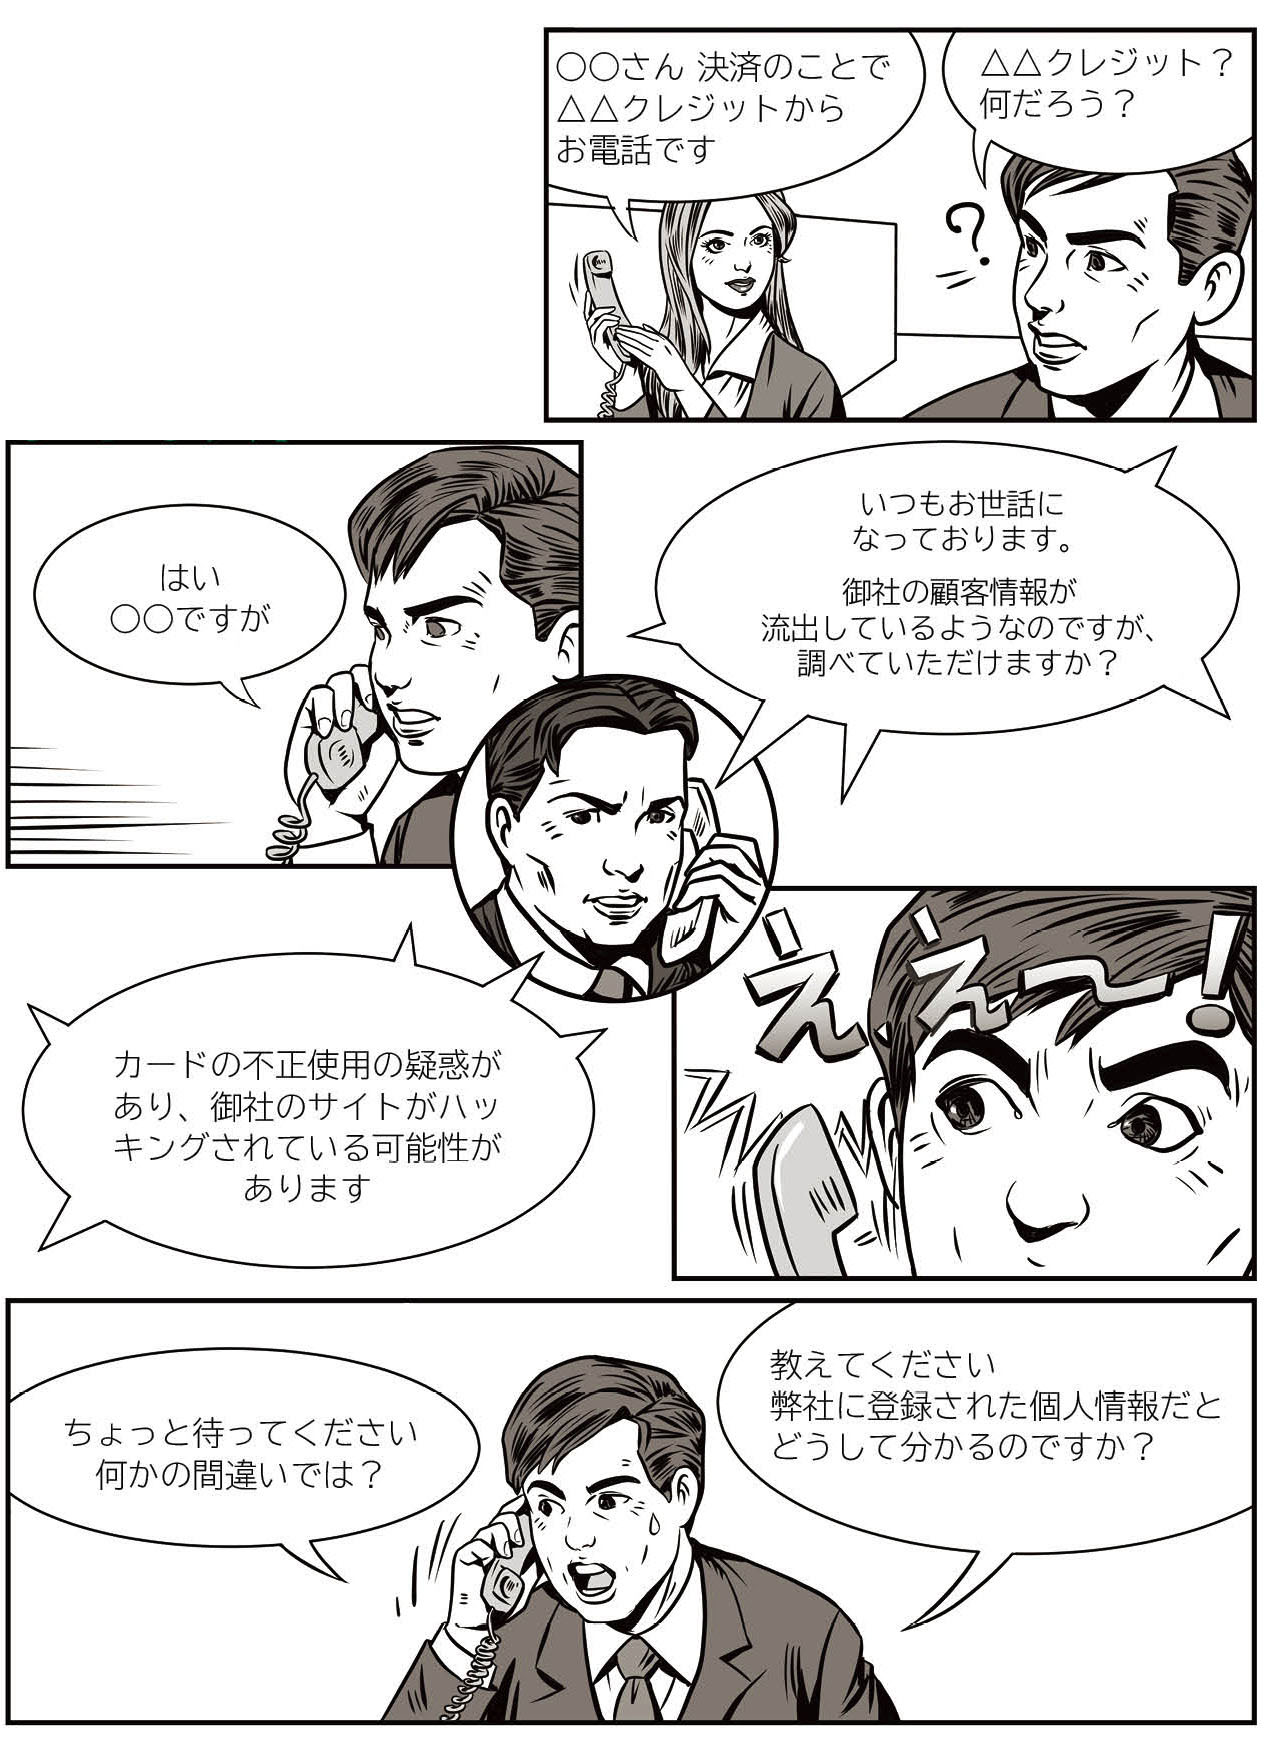 ○○さん 決済のことで
△△クレジットから
お電話です
△△クレジット？
何だろう？
?
はい
○○ですが
いつもお世話に
なっております。
御社の顧客情報が
流出しているようなのですが、
調べていただけますか？
カードの不正使用の疑惑が
あり、御社のサイトがハッ
キングされている可能性が
あります
え、え〜！
ちょっと待ってください
何かの間違いでは？
教えてください
弊社に登録された個人情報だと
どうして分かるのですか？